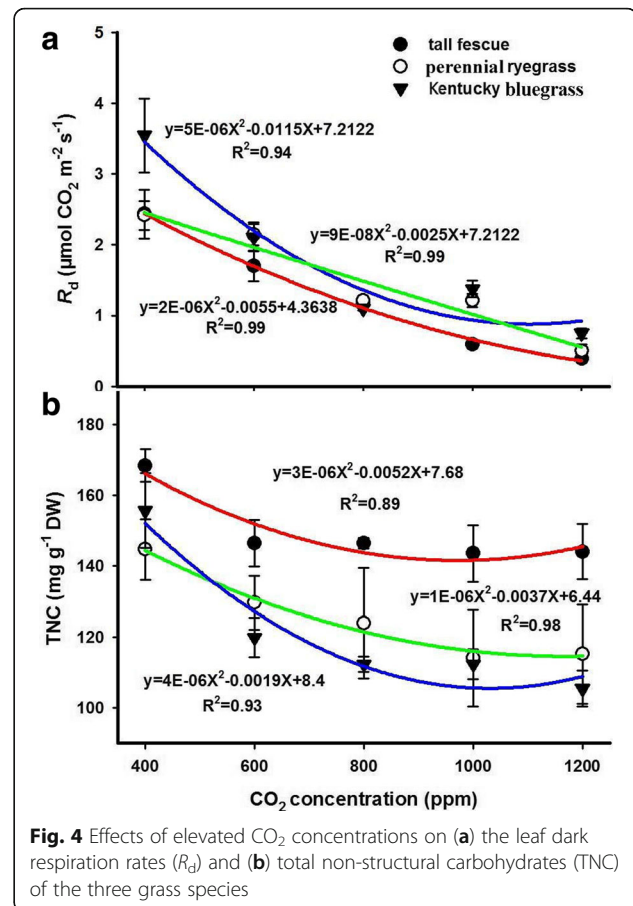 a
5
4
3
2
1
0
R_d (μmol CO₂ m⁻² s⁻¹)
tall fescue
perennial ryegrass
Kentucky bluegrass
y=5E-06X²-0.0115X+7.2122
R²=0.94
y=9E-08X²-0.0025X+7.2122
R²=0.99
y=2E-06X²-0.0055+4.3638
R²=0.99
b
180
160
140
120
100
TNC (mg g⁻¹ DW)
y=3E-06X²-0.0052X+7.68
R²=0.89
y=1E-06X²-0.0037X+6.44
R²=0.98
y=4E-06X²-0.0019X+8.4
R²=0.93
400 600 800 1000 1200
CO₂ concentration (ppm)
Fig. 4 Effects of elevated CO₂ concentrations on (a) the leaf dark
respiration rates (R_d) and (b) total non-structural carbohydrates (TNC)
of the three grass species